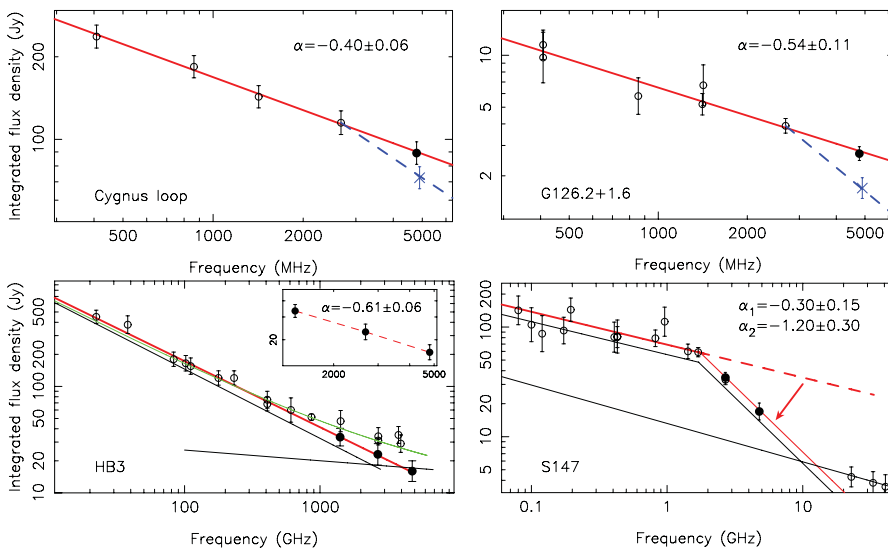 Integrated flux density (Jy)
200
100
α=−0.40±0.06
Cygnus loop
500 1000 2000 5000
Frequency (MHz)
10
5
2
α=−0.54±0.11
G126.2+1.6
500 1000 2000 5000
Frequency (MHz)
Integrated flux density (Jy)
500
200
100
50
20
10
α=−0.61±0.06
20
2000 5000
HB3
100 1000
Frequency (GHz)
100 200
50
20
10
5
α1=−0.30±0.15
α2=−1.20±0.30
S147
0.1 1 10
Frequency (GHz)